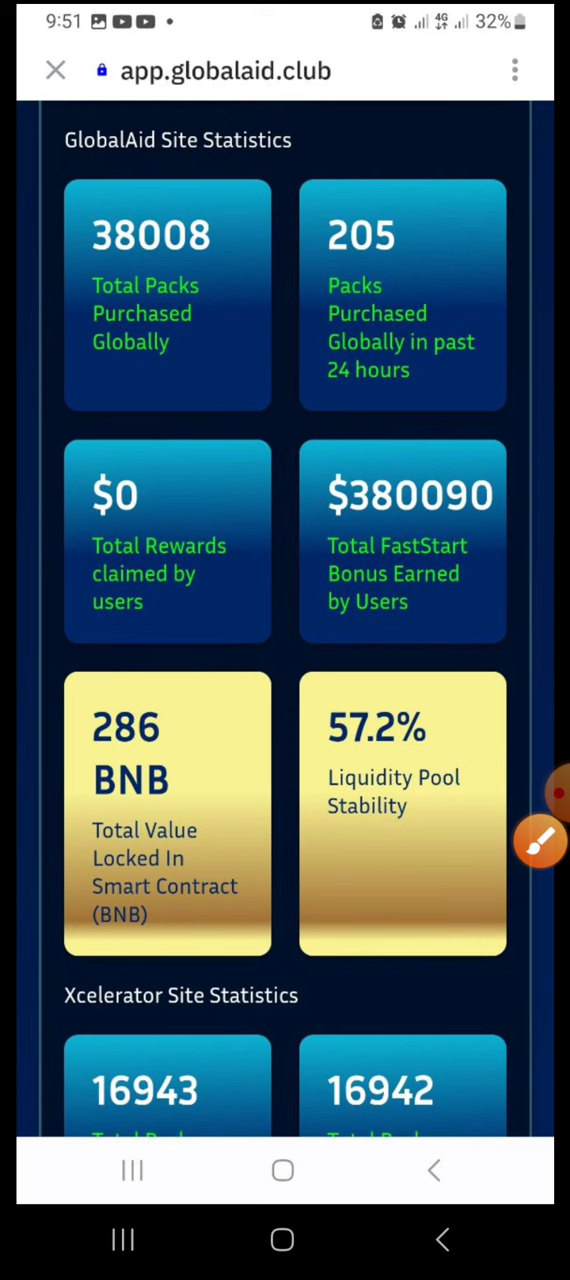 9:51
4G
32%
app.globalaid.club
GlobalAid Site Statistics
38008
Total Packs
Purchased
Globally
205
Packs
Purchased
Globally in past
24 hours
$0
Total Rewards
claimed by
users
$380090
Total FastStart
Bonus Earned
by Users
286
BNB
Total Value
Locked In
Smart Contract
(BNB)
57.2%
Liquidity Pool
Stability
Xcelerator Site Statistics
16943
16942